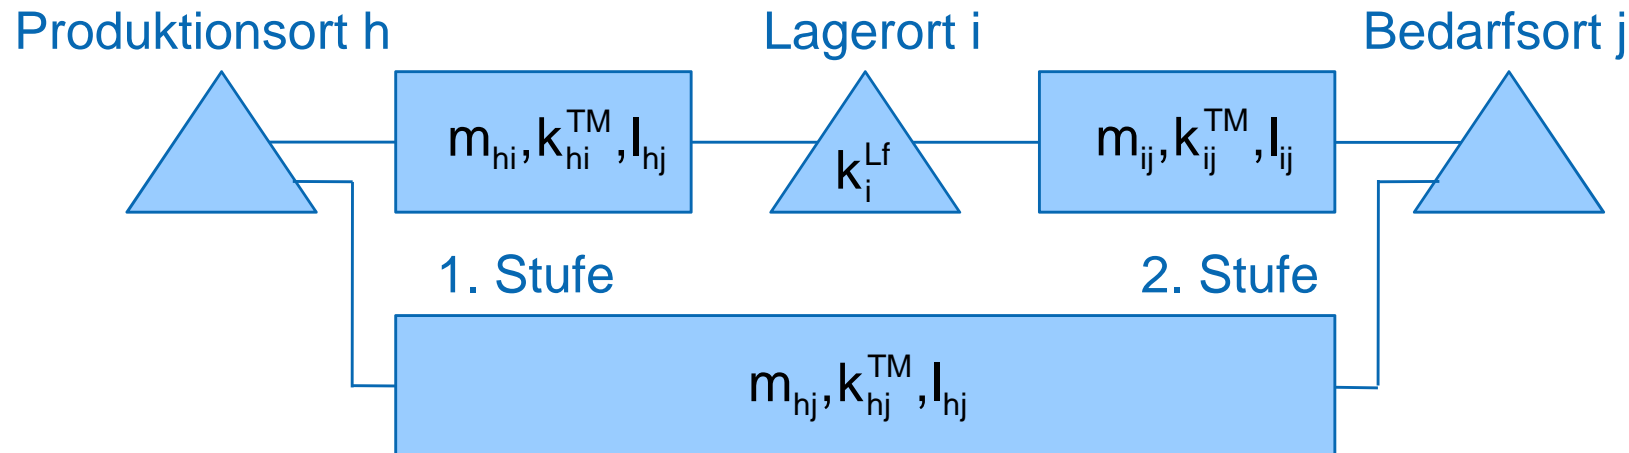 Produktionsort h Lagerort i Bedarfsort j
m_hi,k_hi^TM,l_hj k_i^Lf m_ij,k_ij^TM,l_ij
1. Stufe 2. Stufe
m_hj,k_hj^TM,l_hj